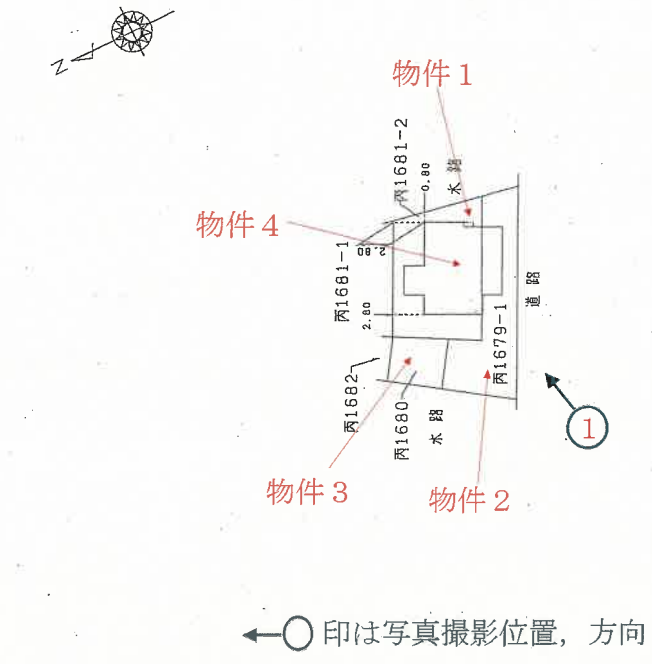 N
物件1
丙1681-2
0.80
水路
物件4
2.80
丙1681-1
2.80
道路
丙1679-1
丙1682
丙1680
水路
1
物件3
物件2
←○印は写真撮影位置，方向